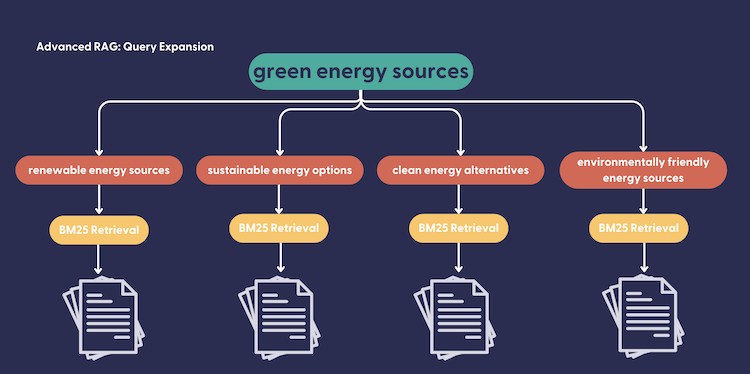 Advanced RAG: Query Expansion
green energy sources
renewable energy sources
sustainable energy options
clean energy alternatives
environmentally friendly
energy sources
BM25 Retrieval
BM25 Retrieval
BM25 Retrieval
BM25 Retrieval